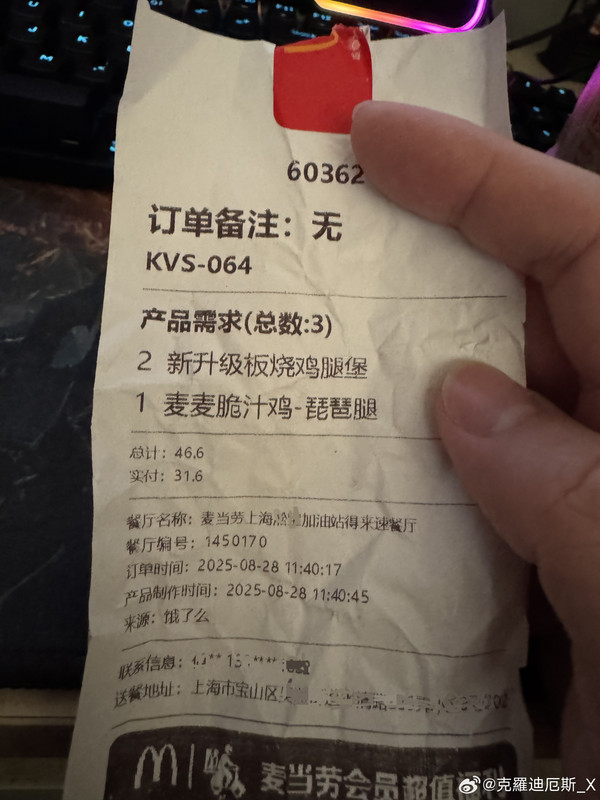 60362
订单备注：无
KVS-064
产品需求(总数:3)
2 新升级板烧鸡腿堡
1 麦麦脆汁鸡-琵琶腿
总计：46.6
实付：31.6
餐厅名称：麦当劳上海 加油站得来速餐厅
餐厅编号：1450170
订单时间：2025-08-28 11:40:17
产品制作时间：2025-08-28 11:40:45
来源：饿了么
联系信息：
送餐地址：上海市宝山区
麦当劳会员超值
@克羅迪厄斯_X